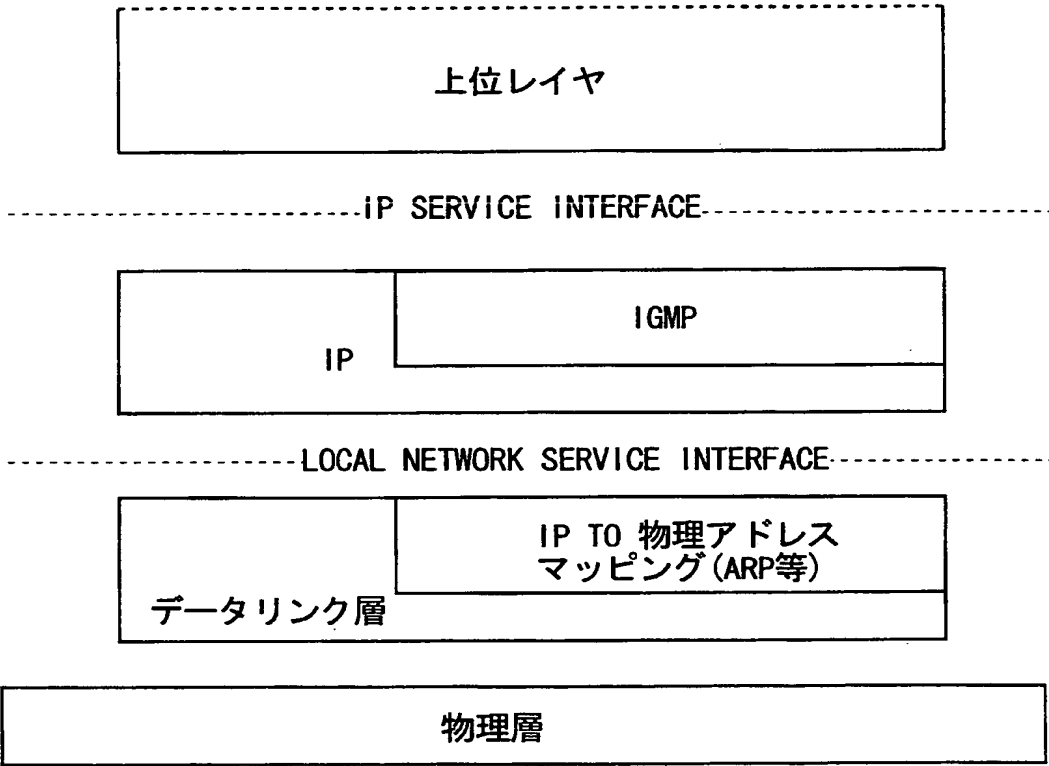 上位レイヤ
IP SERVICE INTERFACE
IGMP
IP
LOCAL NETWORK SERVICE INTERFACE
IP TO 物理アドレス
マッピング(ARP等)
データリンク層
物理層